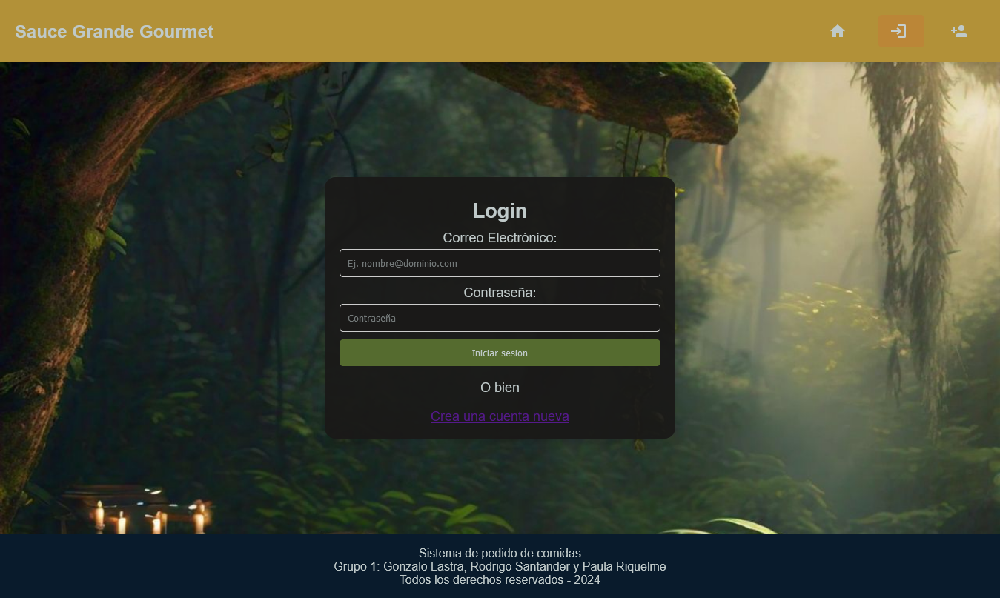 Sauce Grande Gourmet
Login
Correo Electrónico:
Ej. nombre@dominio.com
Contraseña:
Contraseña
Iniciar sesion
O bien
Crea una cuenta nueva
Sistema de pedido de comidas
Grupo 1: Gonzalo Lastra, Rodrigo Santander y Paula Riquelme
Todos los derechos reservados - 2024